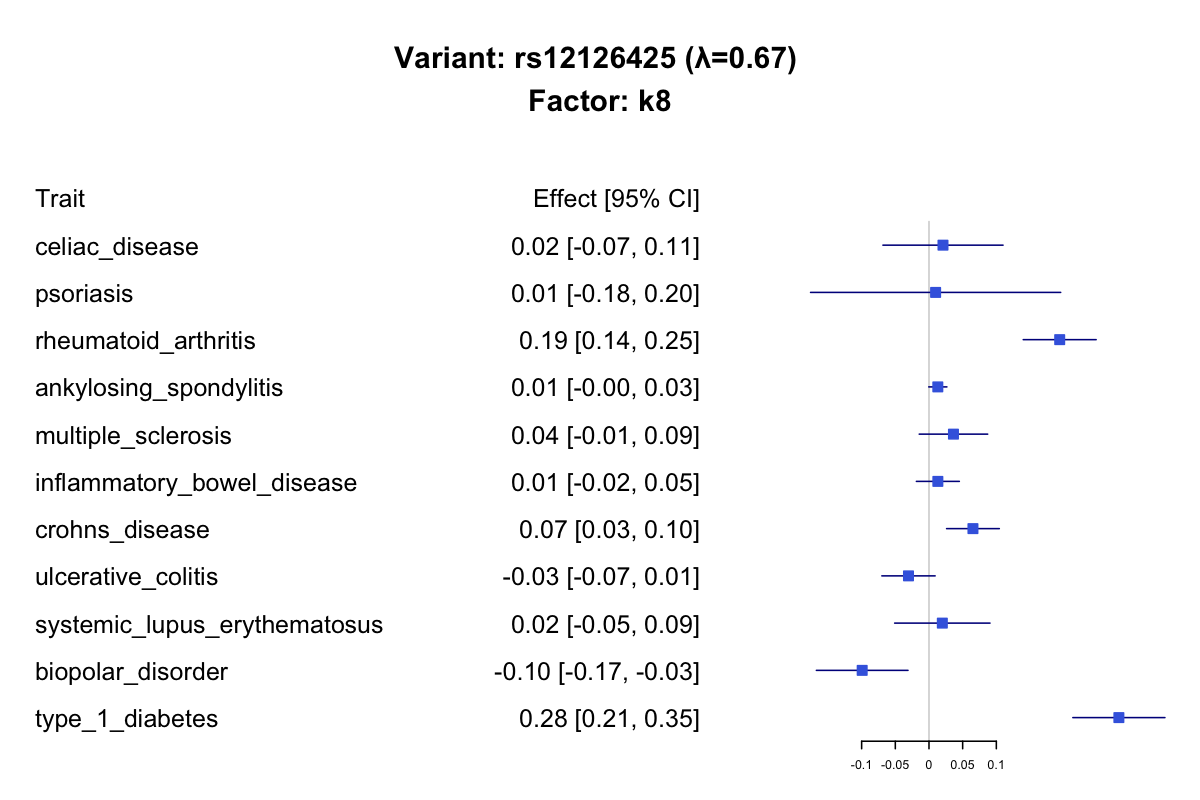 Variant: rs12126425 (λ=0.67)
Factor: k8
Trait Effect [95% CI]
celiac_disease 0.02 [-0.07, 0.11]
psoriasis 0.01 [-0.18, 0.20]
rheumatoid_arthritis 0.19 [0.14, 0.25]
ankylosing_spondylitis 0.01 [-0.00, 0.03]
multiple_sclerosis 0.04 [-0.01, 0.09]
inflammatory_bowel_disease 0.01 [-0.02, 0.05]
crohns_disease 0.07 [0.03, 0.10]
ulcerative_colitis -0.03 [-0.07, 0.01]
systemic_lupus_erythematosus 0.02 [-0.05, 0.09]
biopolar_disorder -0.10 [-0.17, -0.03]
type_1_diabetes 0.28 [0.21, 0.35]
-0.1 -0.05 0 0.05 0.1